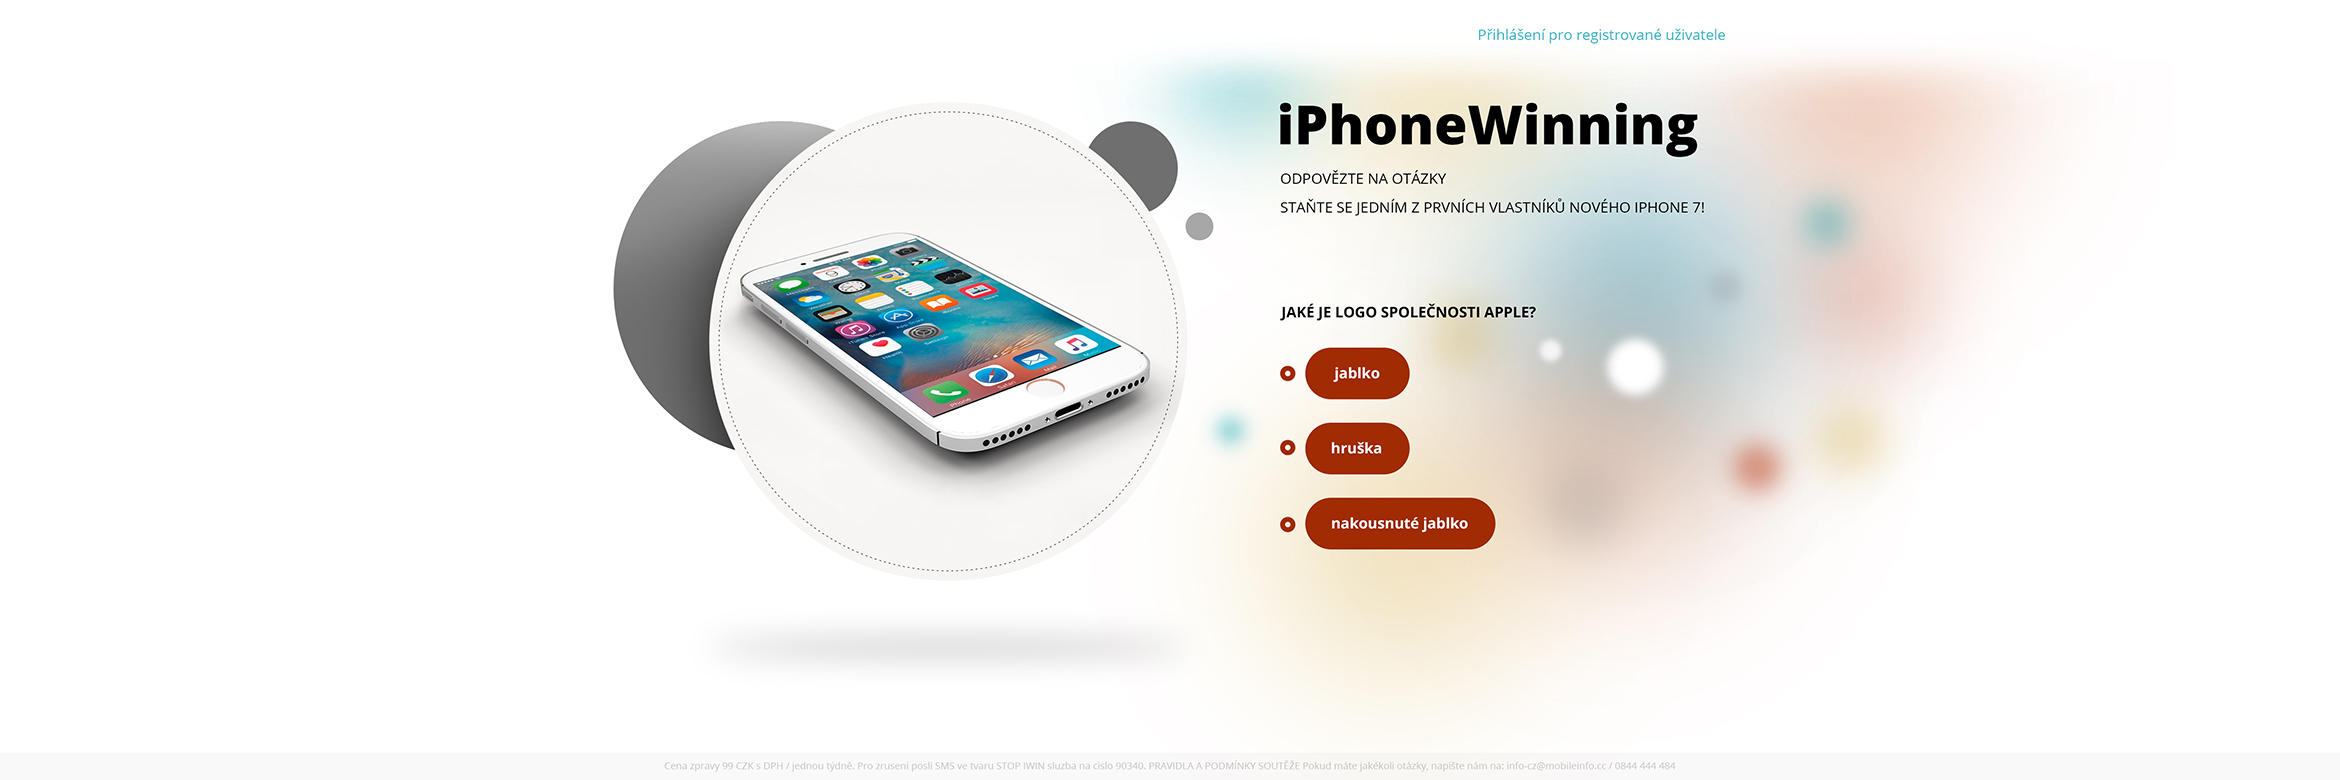 Přihlášení pro registrované uživatele
iPhoneWinning
ODPOVĚZTE NA OTÁZKY
STAŇTE SE JEDNÍM Z PRVNÍCH VLASTNÍKŮ NOVÉHO IPHONE 7!
JAKÉ JE LOGO SPOLEČNOSTI APPLE?
jablko
hruška
nakousnuté jablko
Phone
Safari
Mail
Cena zpravy 99 CZK s DPH / jednou týdně. Pro zruseni posli SMS ve tvaru STOP IWIN sluzba na cislo 90340. PRAVIDLA A PODMÍNKY SOUTĚŽE Pokud máte jakékoli otázky, napište nám na: info-cz@mobileinfo.cc / 0844 444 484